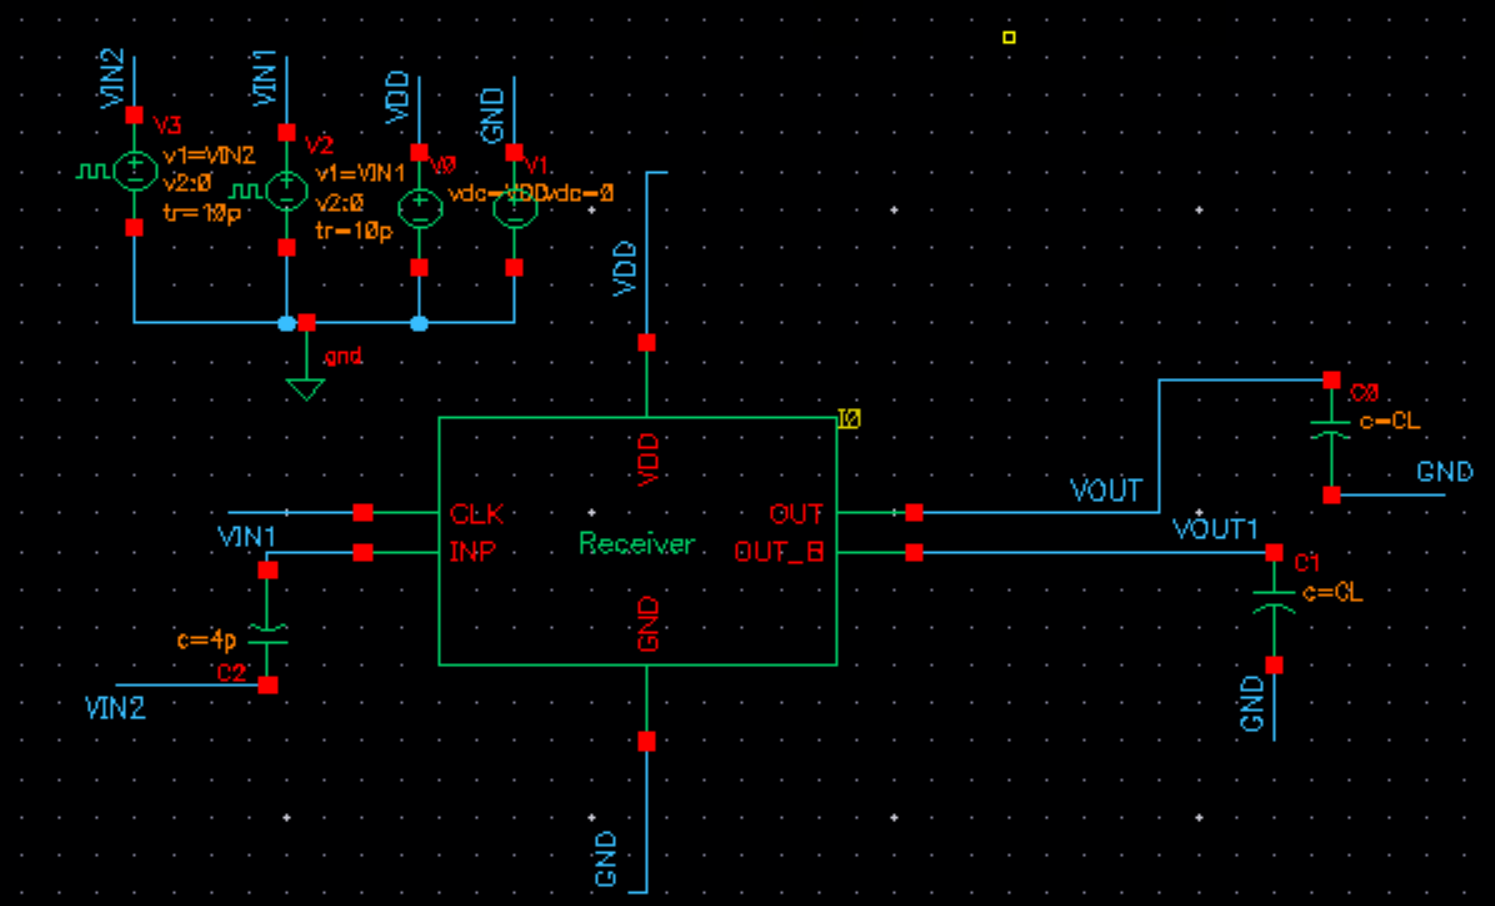 VIN2
VIN1
VDD
GND
V3
v1=VIN2
v2:0
tr=10p
V2
v1=VIN1
v2:0
tr=10p
V0
vdc=VDD
V1
vdc=0
gnd
VDD
I0
VDD
CLK
INP
Receiver
OUT
OUT_B
GND
VIN1
c=4p
C2
VIN2
VOUT
C0
c=CL
GND
VOUT1
C1
c=CL
GND
GND